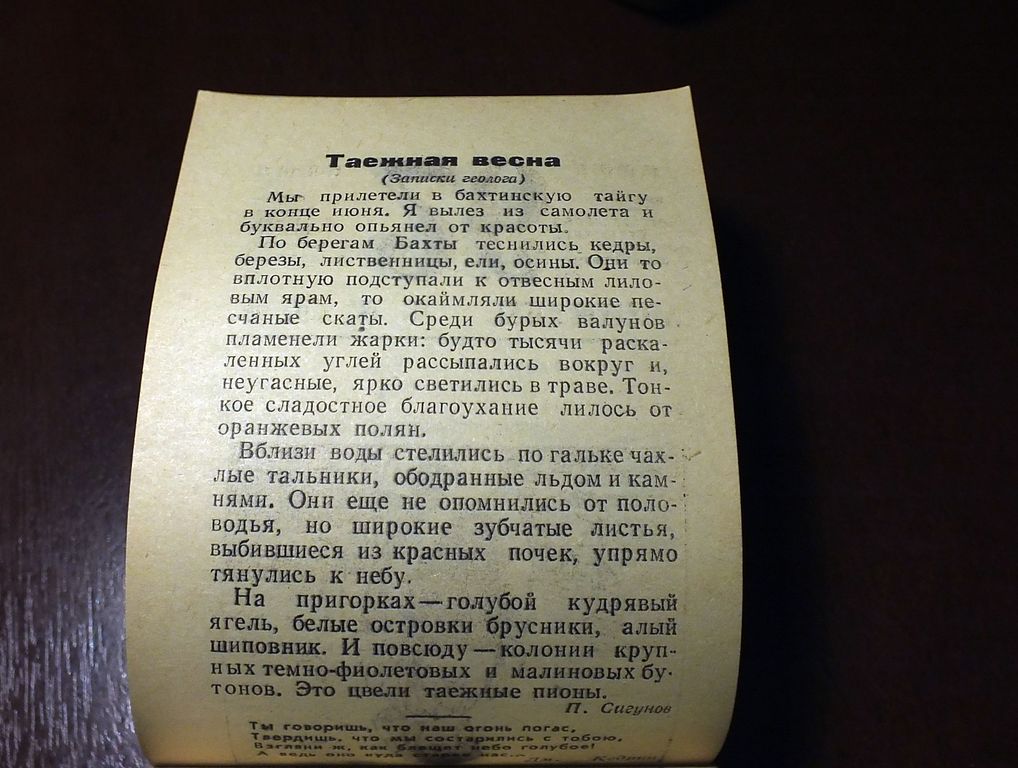 Таежная весна
(Записки геолога)
Мы прилетели в бахтинскую тайгу
в конце июня. Я вылез из самолета и
буквально опьянел от красоты.
По берегам Бахты теснились кедры,
березы, лиственницы, ели, осины. Они то
вплотную подступали к отвесным лило-
вым ярам, то окаймляли широкие пе-
счаные скаты. Среди бурых валунов
пламенели жарки: будто тысячи раска-
ленных углей рассыпались вокруг и,
неугасные, ярко светились в траве. Тон-
кое сладостное благоухание лилось от
оранжевых полян.
Вблизи воды стелились по гальке чах-
лые тальники, ободранные льдом и кам-
нями. Они еще не опомнились от поло-
водья, но широкие зубчатые листья,
выбившиеся из красных почек, упрямо
тянулись к небу.
На пригорках—голубой кудрявый
ягель, белые островки брусники, алый
шиповник. И повсюду—колонии круп-
ных темно-фиолетовых и малиновых бу-
тонов. Это цвели таежные пионы.
П. Сигунов
Ты говоришь, что наш огонь погас,
Твердишь, что мы состарились с тобою,
Взгляни ж, как блещет небо голубое!
А ведь оно куда старше нас...
Дм. Кедрин